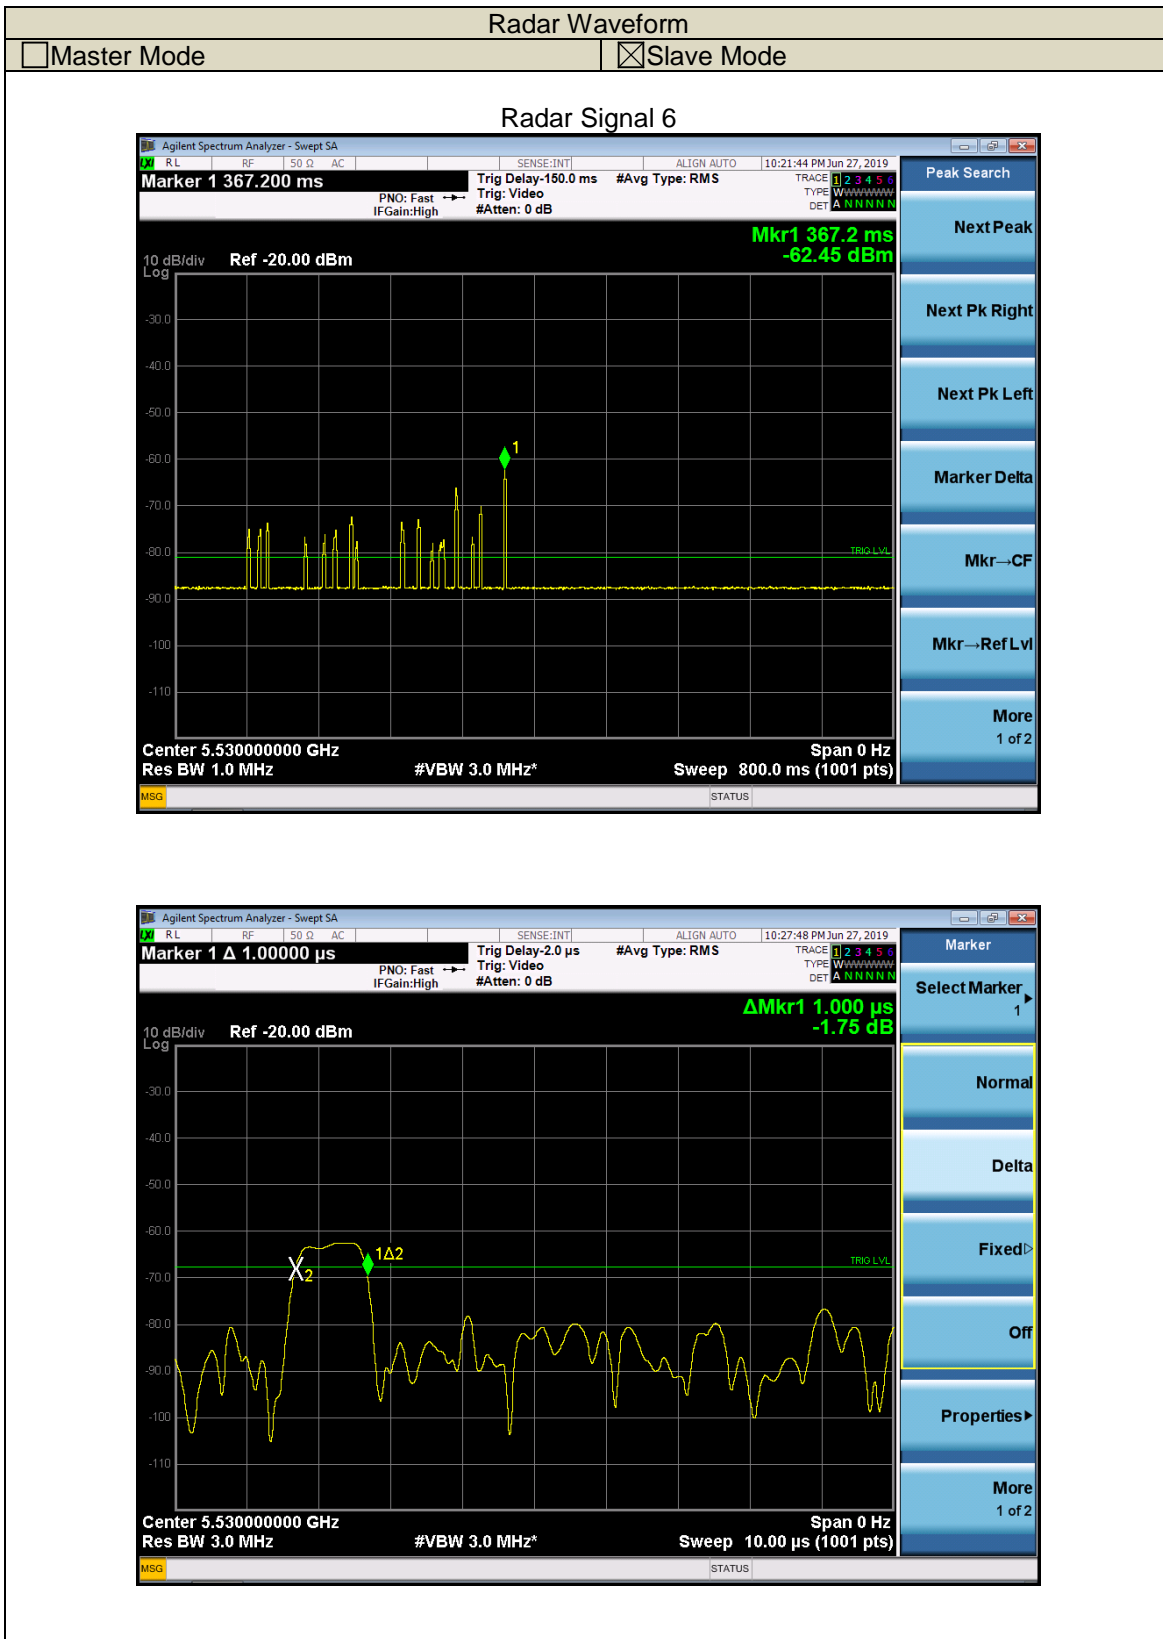 Radar Waveform
☐Master Mode ☒Slave Mode
Radar Signal 6
Agilent Spectrum Analyzer - Swept SA
LXI RL RF 50 Ω AC SENSE:INT ALIGN AUTO 10:21:44 PM Jun 27, 2019
Marker 1 367.200 ms
Trig Delay-150.0 ms #Avg Type: RMS
TRACE 1 2 3 4 5 6
PNO: Fast Trig: Video
TYPE WWWWWW
IFGain:High #Atten: 0 dB
DET A N N N N N
Mkr1 367.2 ms
-62.45 dBm
10 dB/div Ref -20.00 dBm
Log
-30.0
-40.0
-50.0
1
-60.0
-70.0
-80.0
TRIG LVL
-90.0
-100
-110
Center 5.530000000 GHz Span 0 Hz
Res BW 1.0 MHz #VBW 3.0 MHz* Sweep 800.0 ms (1001 pts)
MSG STATUS
Peak Search
Next Peak
Next Pk Right
Next Pk Left
Marker Delta
Mkr→CF
Mkr→Ref Lvl
More
1 of 2
Agilent Spectrum Analyzer - Swept SA
LXI RL RF 50 Ω AC SENSE:INT ALIGN AUTO 10:27:48 PM Jun 27, 2019
Marker 1 Δ 1.00000 µs
Trig Delay-2.0 µs #Avg Type: RMS
TRACE 1 2 3 4 5 6
PNO: Fast Trig: Video
TYPE WWWWWW
IFGain:High #Atten: 0 dB
DET A N N N N N
ΔMkr1 1.000 µs
-1.75 dB
10 dB/div Ref -20.00 dBm
Log
-30.0
-40.0
-50.0
-60.0
1Δ2
TRIG LVL
X2
-70.0
-80.0
-90.0
-100
-110
Center 5.530000000 GHz Span 0 Hz
Res BW 3.0 MHz #VBW 3.0 MHz* Sweep 10.00 µs (1001 pts)
MSG STATUS
Marker
Select Marker
1
Normal
Delta
Fixed
Off
Properties
More
1 of 2